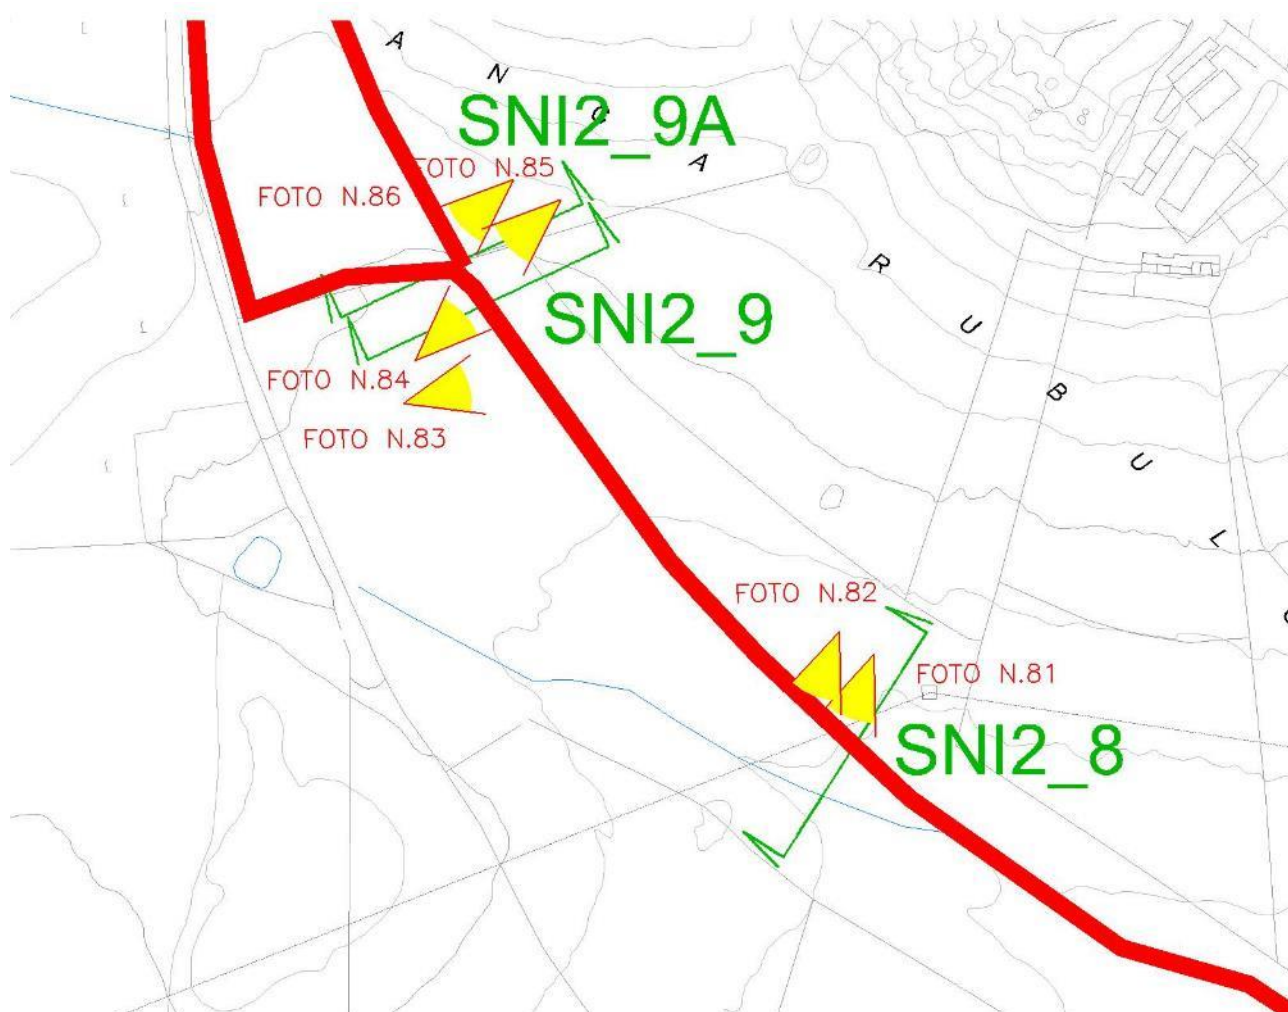 A
N
C
A
SNI2_9A
FOTO N.85
FOTO N.86
R
U
B
U
L
SNI2_9
FOTO N.84
FOTO N.83
FOTO N.82
FOTO N.81
SNI2_8